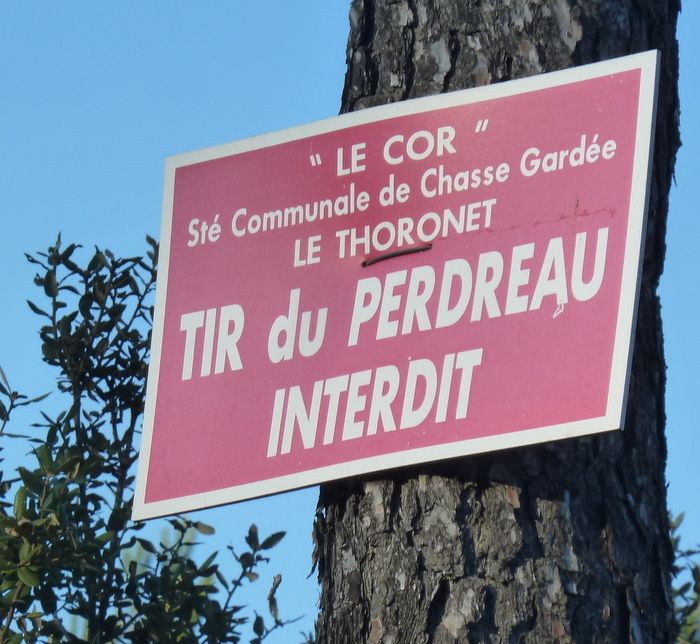 " LE COR "
Sté Communale de Chasse Gardée
LE THORONET
TIR du PERDREAU
INTERDIT